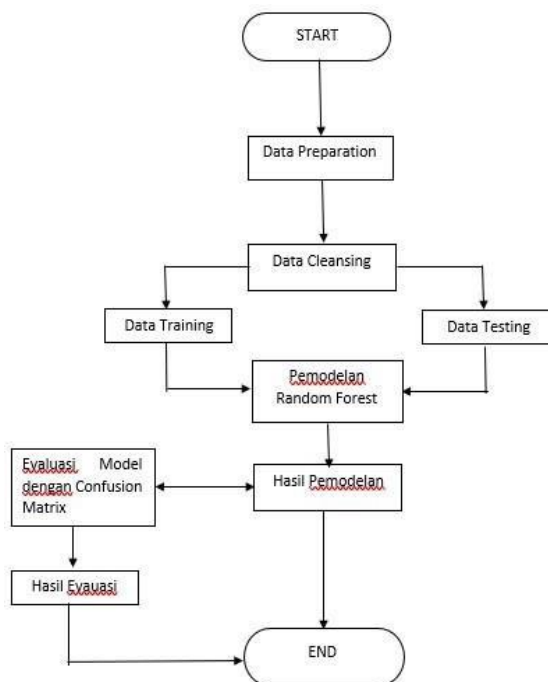 START
Data Preparation
Data Cleansing
Data Training
Data Testing
Pemodelan
Random Forest
Evaluasi Model
dengan Confusion
Matrix
Hasil Pemodelan
Hasil Evauasi
END